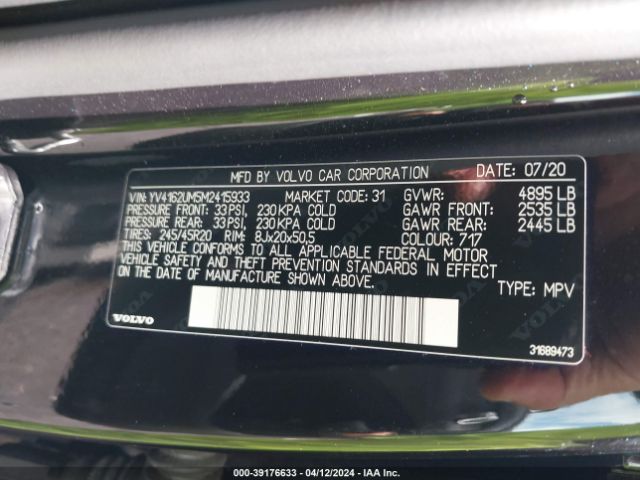 MFD BY VOLVO CAR CORPORATION DATE: 07/20
VIN: YV4162UM5M2415933 MARKET CODE: 31 GVWR: 4895 LB
PRESSURE FRONT: 33 PSI, 230 KPA COLD GAWR FRONT: 2535 LB
PRESSURE REAR: 33 PSI, 230 KPA COLD GAWR REAR: 2445 LB
TIRES: 245/45R20 RIM: 8Jx20x50,5 COLOUR: 717
THIS VEHICLE CONFORMS TO ALL APPLICABLE FEDERAL MOTOR
VEHICLE SAFETY AND THEFT PREVENTION STANDARDS IN EFFECT
ON THE DATE OF MANUFACTURE SHOWN ABOVE.
TYPE: MPV
VOLVO
31689473
000-39176633 - 04/12/2024 - IAA Inc.